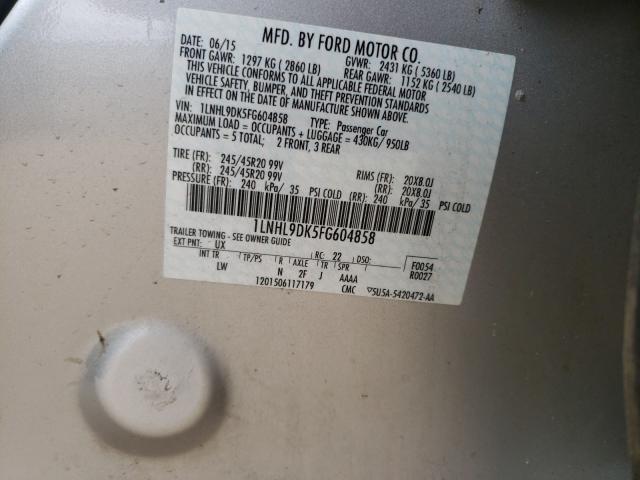 MFD. BY FORD MOTOR CO.
DATE: 06/15 GVWR: 2431 KG ( 5360 LB)
FRONT GAWR: 1297 KG ( 2860 LB) REAR GAWR: 1152 KG ( 2540 LB)
THIS VEHICLE CONFORMS TO ALL APPLICABLE FEDERAL MOTOR
VEHICLE SAFETY, BUMPER, AND THEFT PREVENTION STANDARDS
IN EFFECT ON THE DATE OF MANUFACTURE SHOWN ABOVE.
VIN: 1LNHL9DK5FG604858 TYPE: Passenger Car
MAXIMUM LOAD = OCCUPANTS + LUGGAGE = 430KG/ 950LB
OCCUPANTS = 5 TOTAL; 2 FRONT, 3 REAR
TIRE (FR): 245/45R20 99V RIMS (FR): 20X8.0J
(RR): 245/45R20 99V (RR): 20X8.0J
PRESSURE (FR): 240 kPa/ 35 PSI COLD (RR): 240 kPa/ 35 PSI COLD
1LNHL9DK5FG604858
TRAILER TOWING - SEE OWNER GUIDE
EXT PNT: UX RC: 22 DSO:
INT TR TP/PS R AXLE TR SPR F0054
LW N 2F J AAAA R0027
1201506117179 CMC ▽5U5A-5420472-AA